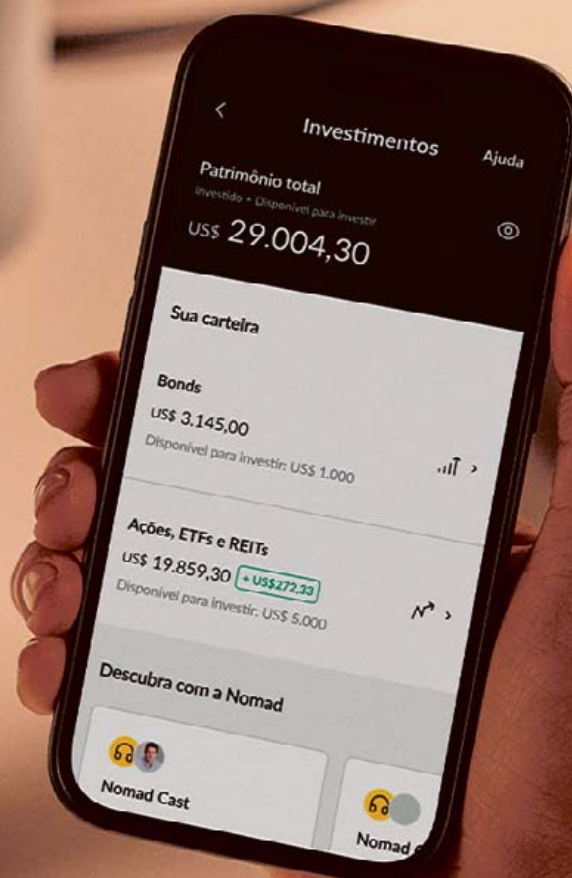 Investimentos
Ajuda
Patrimônio total
Investido + Disponível para investir
US$ 29.004,30
Sua carteira
Bonds
US$ 3.145,00
Disponível para investir: US$ 1.000
Ações, ETFs e REITs
US$ 19.859,30 + US$272,33
Disponível para investir: US$ 5.000
Descubra com a Nomad
Nomad Cast
Nomad